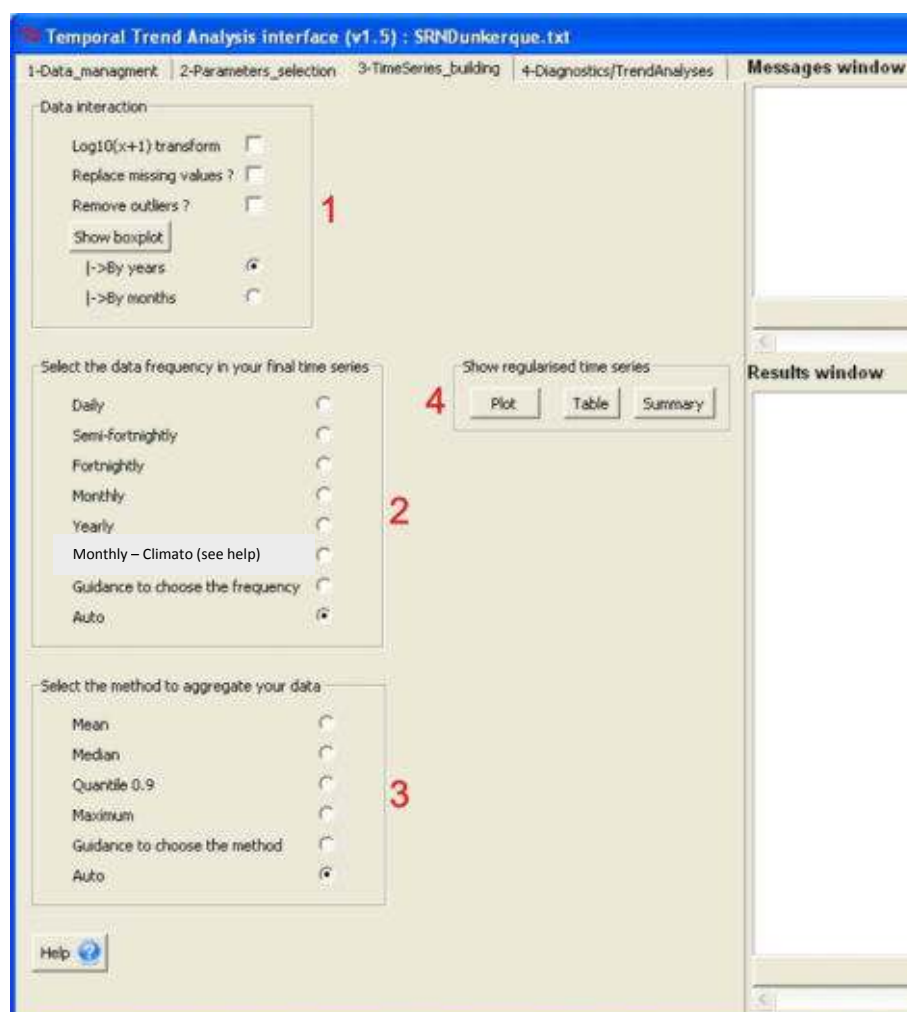 Temporal Trend Analysis interface (v1.5) : SRNDunkerque.txt
1-Data_managment 2-Parameters_selection 3-TimeSeries_building 4-Diagnostics/TrendAnalyses Messages window
Data interaction
Log10(x+1) transform
Replace missing values ?
Remove outliers ?
1
Show boxplot
|->By years
|->By months
Select the data frequency in your final time series
Daily
Semi-fortnightly
Fortnightly
Monthly
Yearly
Monthly – Climato (see help)
Guidance to choose the frequency
Auto
2
Show regularised time series
4
Plot Table Summary
Results window
Select the method to aggregate your data
Mean
Median
Quantile 0.9
Maximum
Guidance to choose the method
Auto
3
Help ?